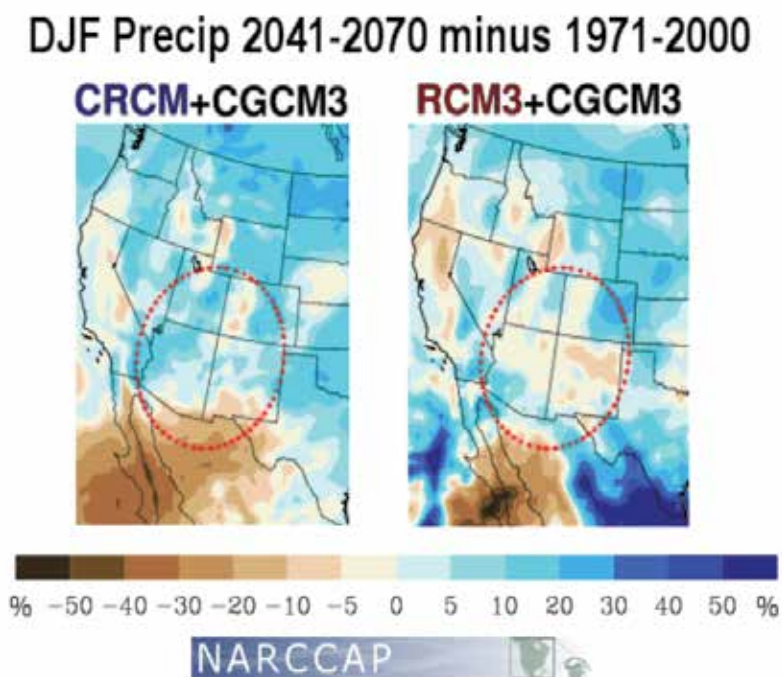 DJF Precip 2041-2070 minus 1971-2000
CRCM+CGCM3 RCM3+CGCM3
% -50 -40 -30 -20 -10 -5 0 5 10 20 30 40 50 %
NARCCAP